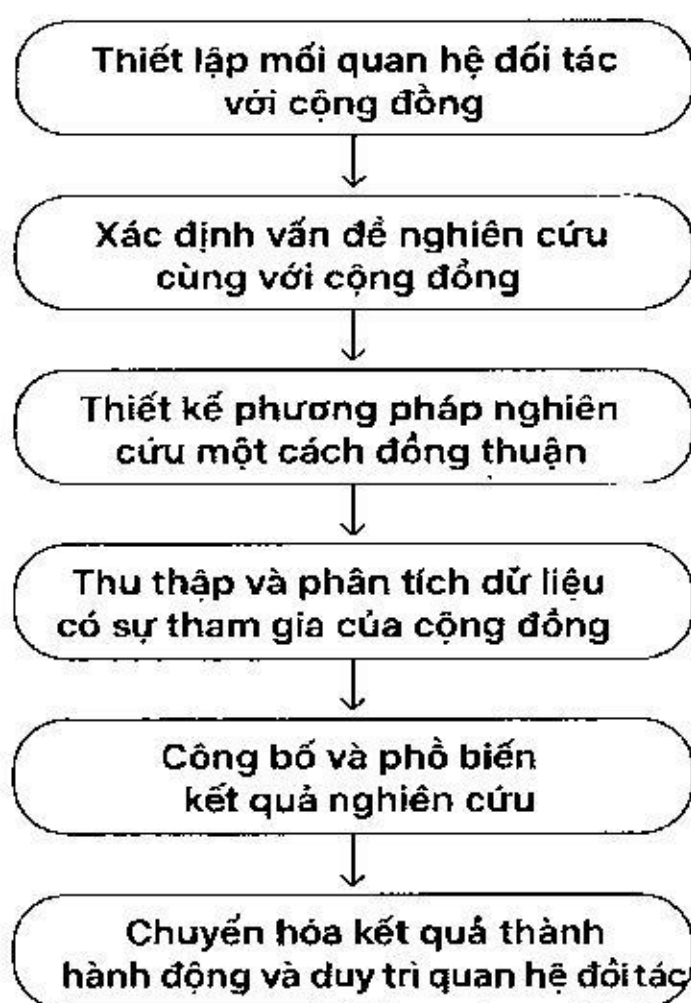 Thiết lập mối quan hệ đối tác
với cộng đồng
Xác định vấn đề nghiên cứu
cùng với cộng đồng
Thiết kế phương pháp nghiên
cứu một cách đồng thuận
Thu thập và phân tích dữ liệu
có sự tham gia của cộng đồng
Công bố và phổ biến
kết quả nghiên cứu
Chuyển hóa kết quả thành
hành động và duy trì quan hệ đối tác